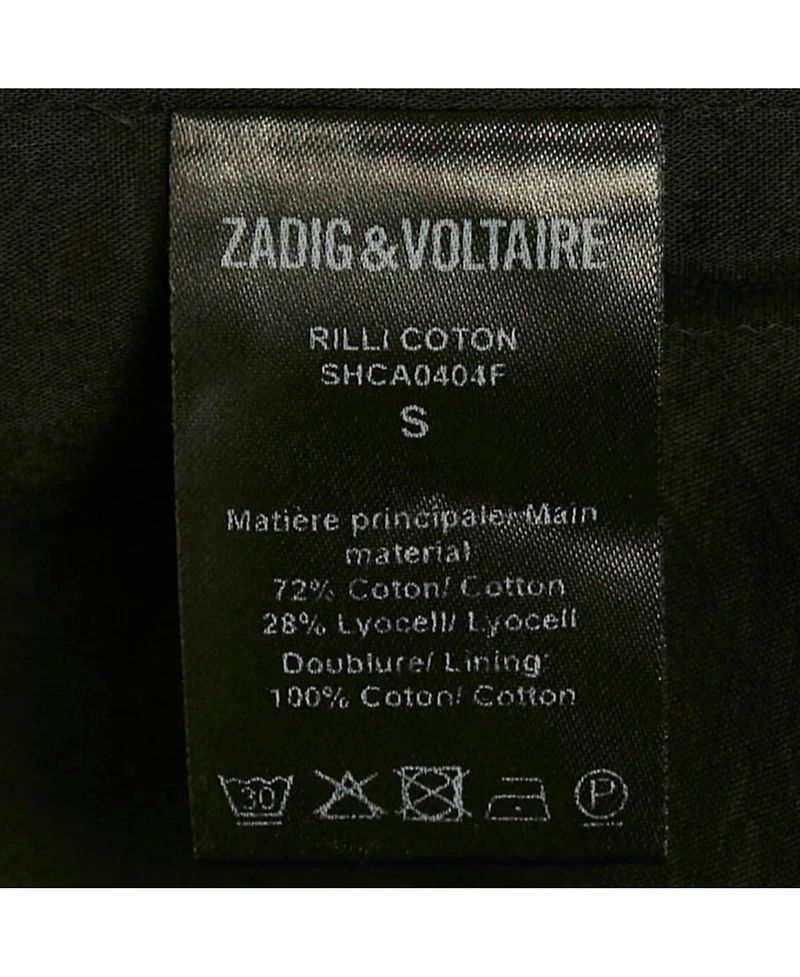 ZADIG&VOLTAIRE
RILLI COTON
SHCA0404F
S
Matière principale/ Main
material
72% Coton/ Cotton
28% Lyocell/ Lyocell
Doublure/ Lining:
100% Coton/ Cotton
30 P